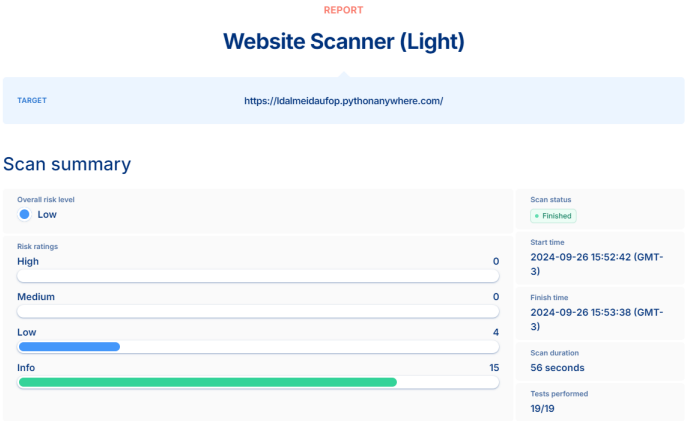 REPORT
Website Scanner (Light)
TARGET
https://ldalmeidaufop.pythonanywhere.com/
Scan summary
Overall risk level
Low
Risk ratings
High 0
Medium 0
Low 4
Info 15
Scan status
Finished
Start time
2024-09-26 15:52:42 (GMT-
3)
Finish time
2024-09-26 15:53:38 (GMT-
3)
Scan duration
56 seconds
Tests performed
19/19